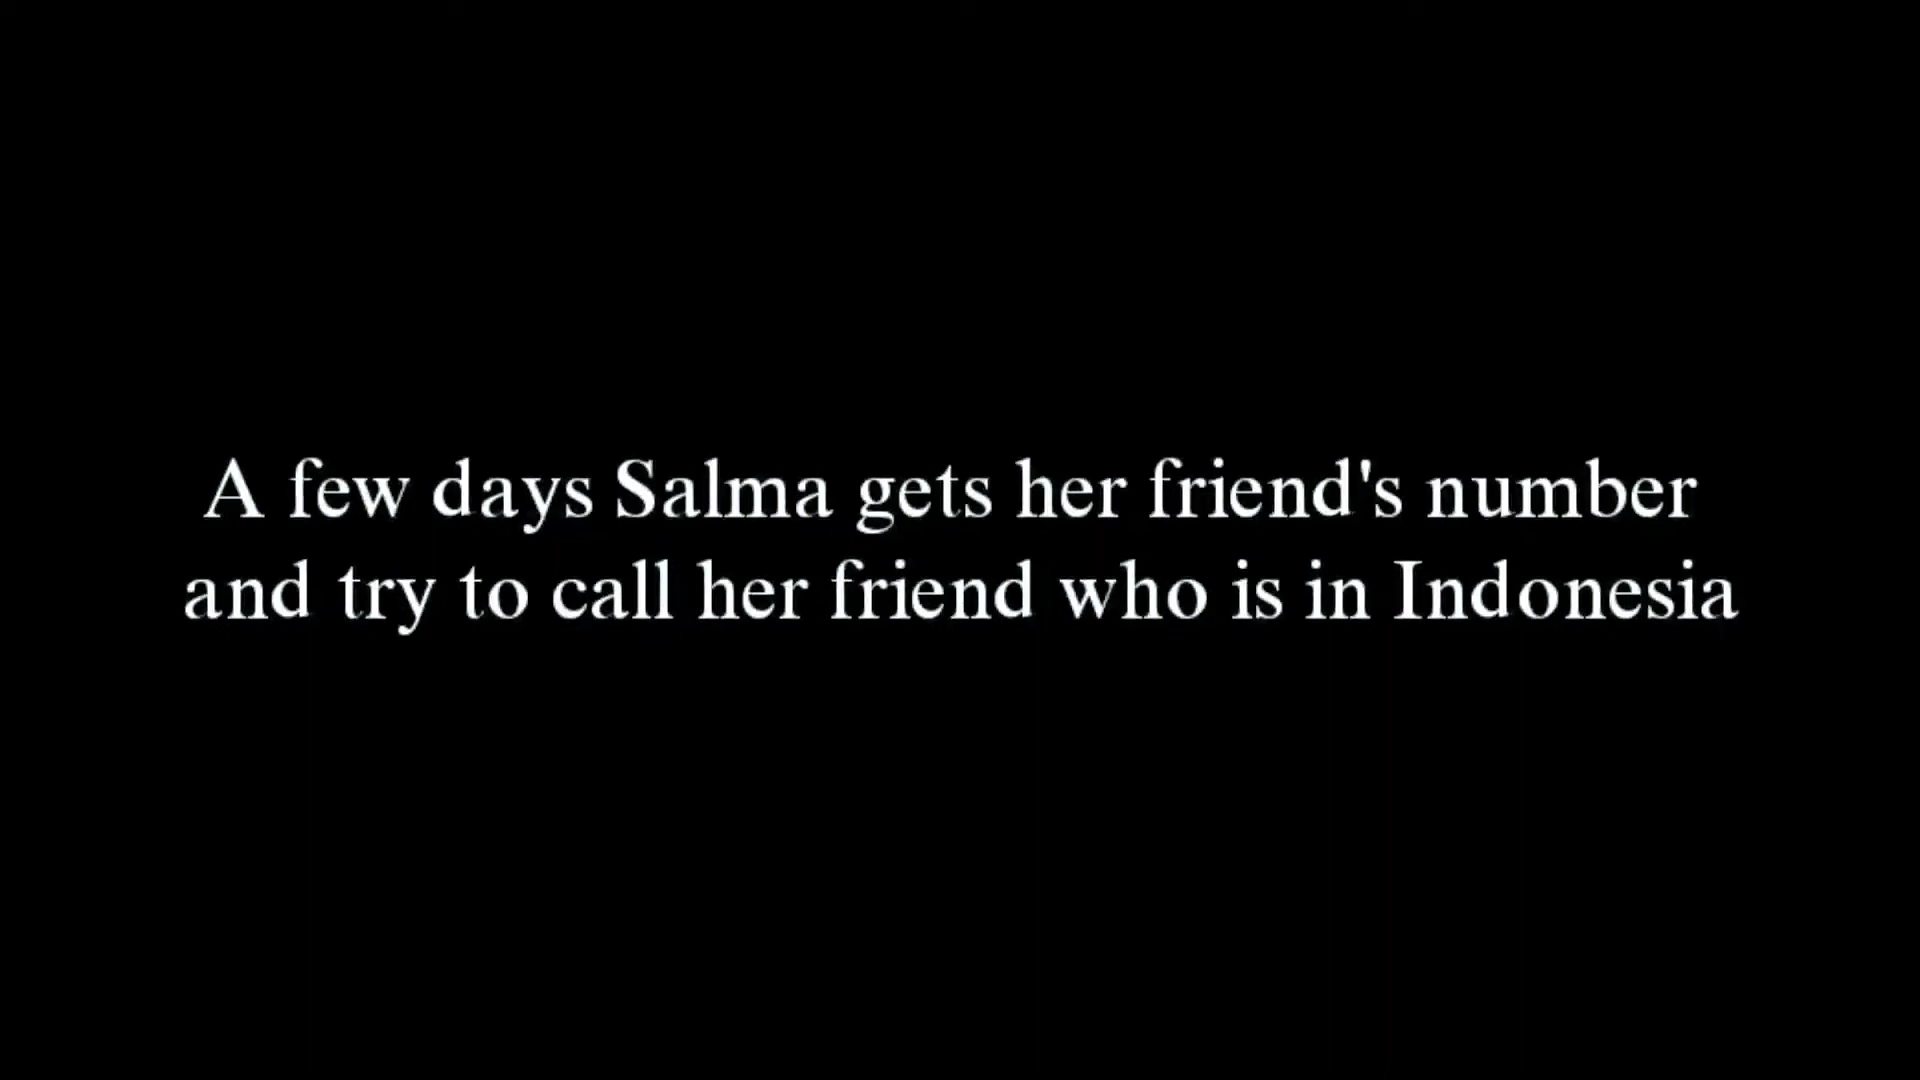 A few days Salma gets her friend's number
and try to call her friend who is in Indonesia